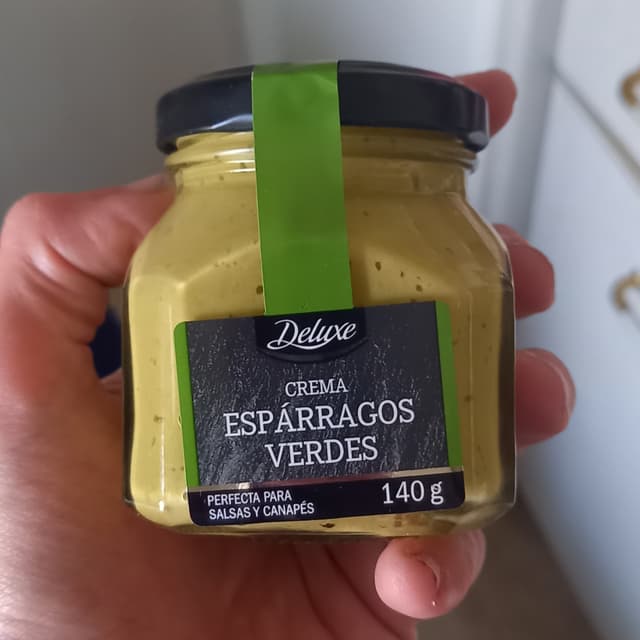 Deluxe
CREMA
ESPÁRRAGOS
VERDES
PERFECTA PARA
SALSAS Y CANAPÉS
140 g